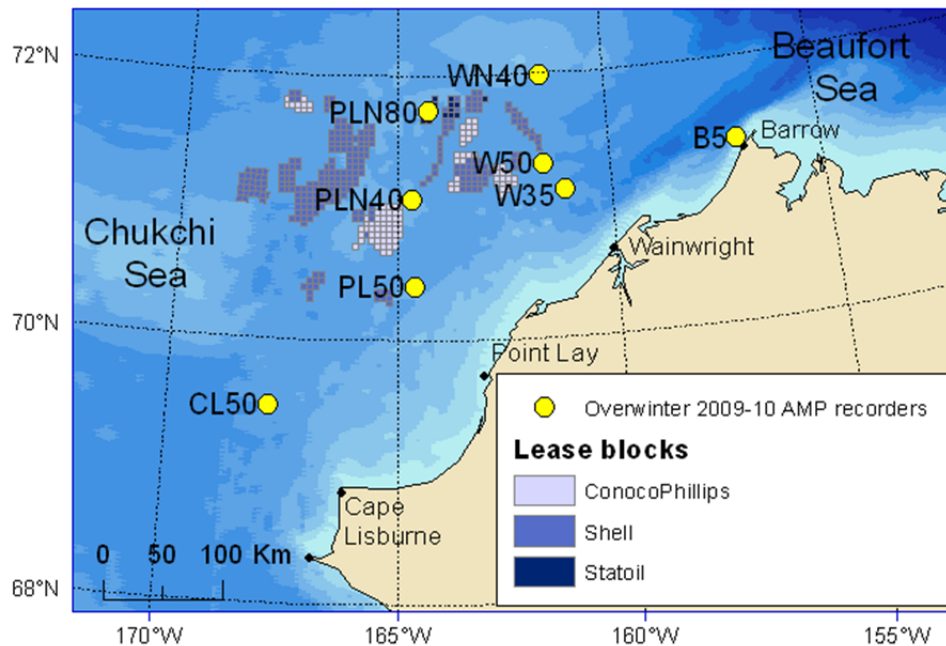 72°N
70°N
68°N
170°W
165°W
160°W
155°W
Beaufort
Sea
Chukchi
Sea
WN40
PLN80
B5
Barrow
W50
W35
PLN40
Wainwright
PL50
Point Lay
CL50
Cape
Lisburne
0 50 100 Km
Overwinter 2009-10 AMP recorders
Lease blocks
ConocoPhillips
Shell
Statoil